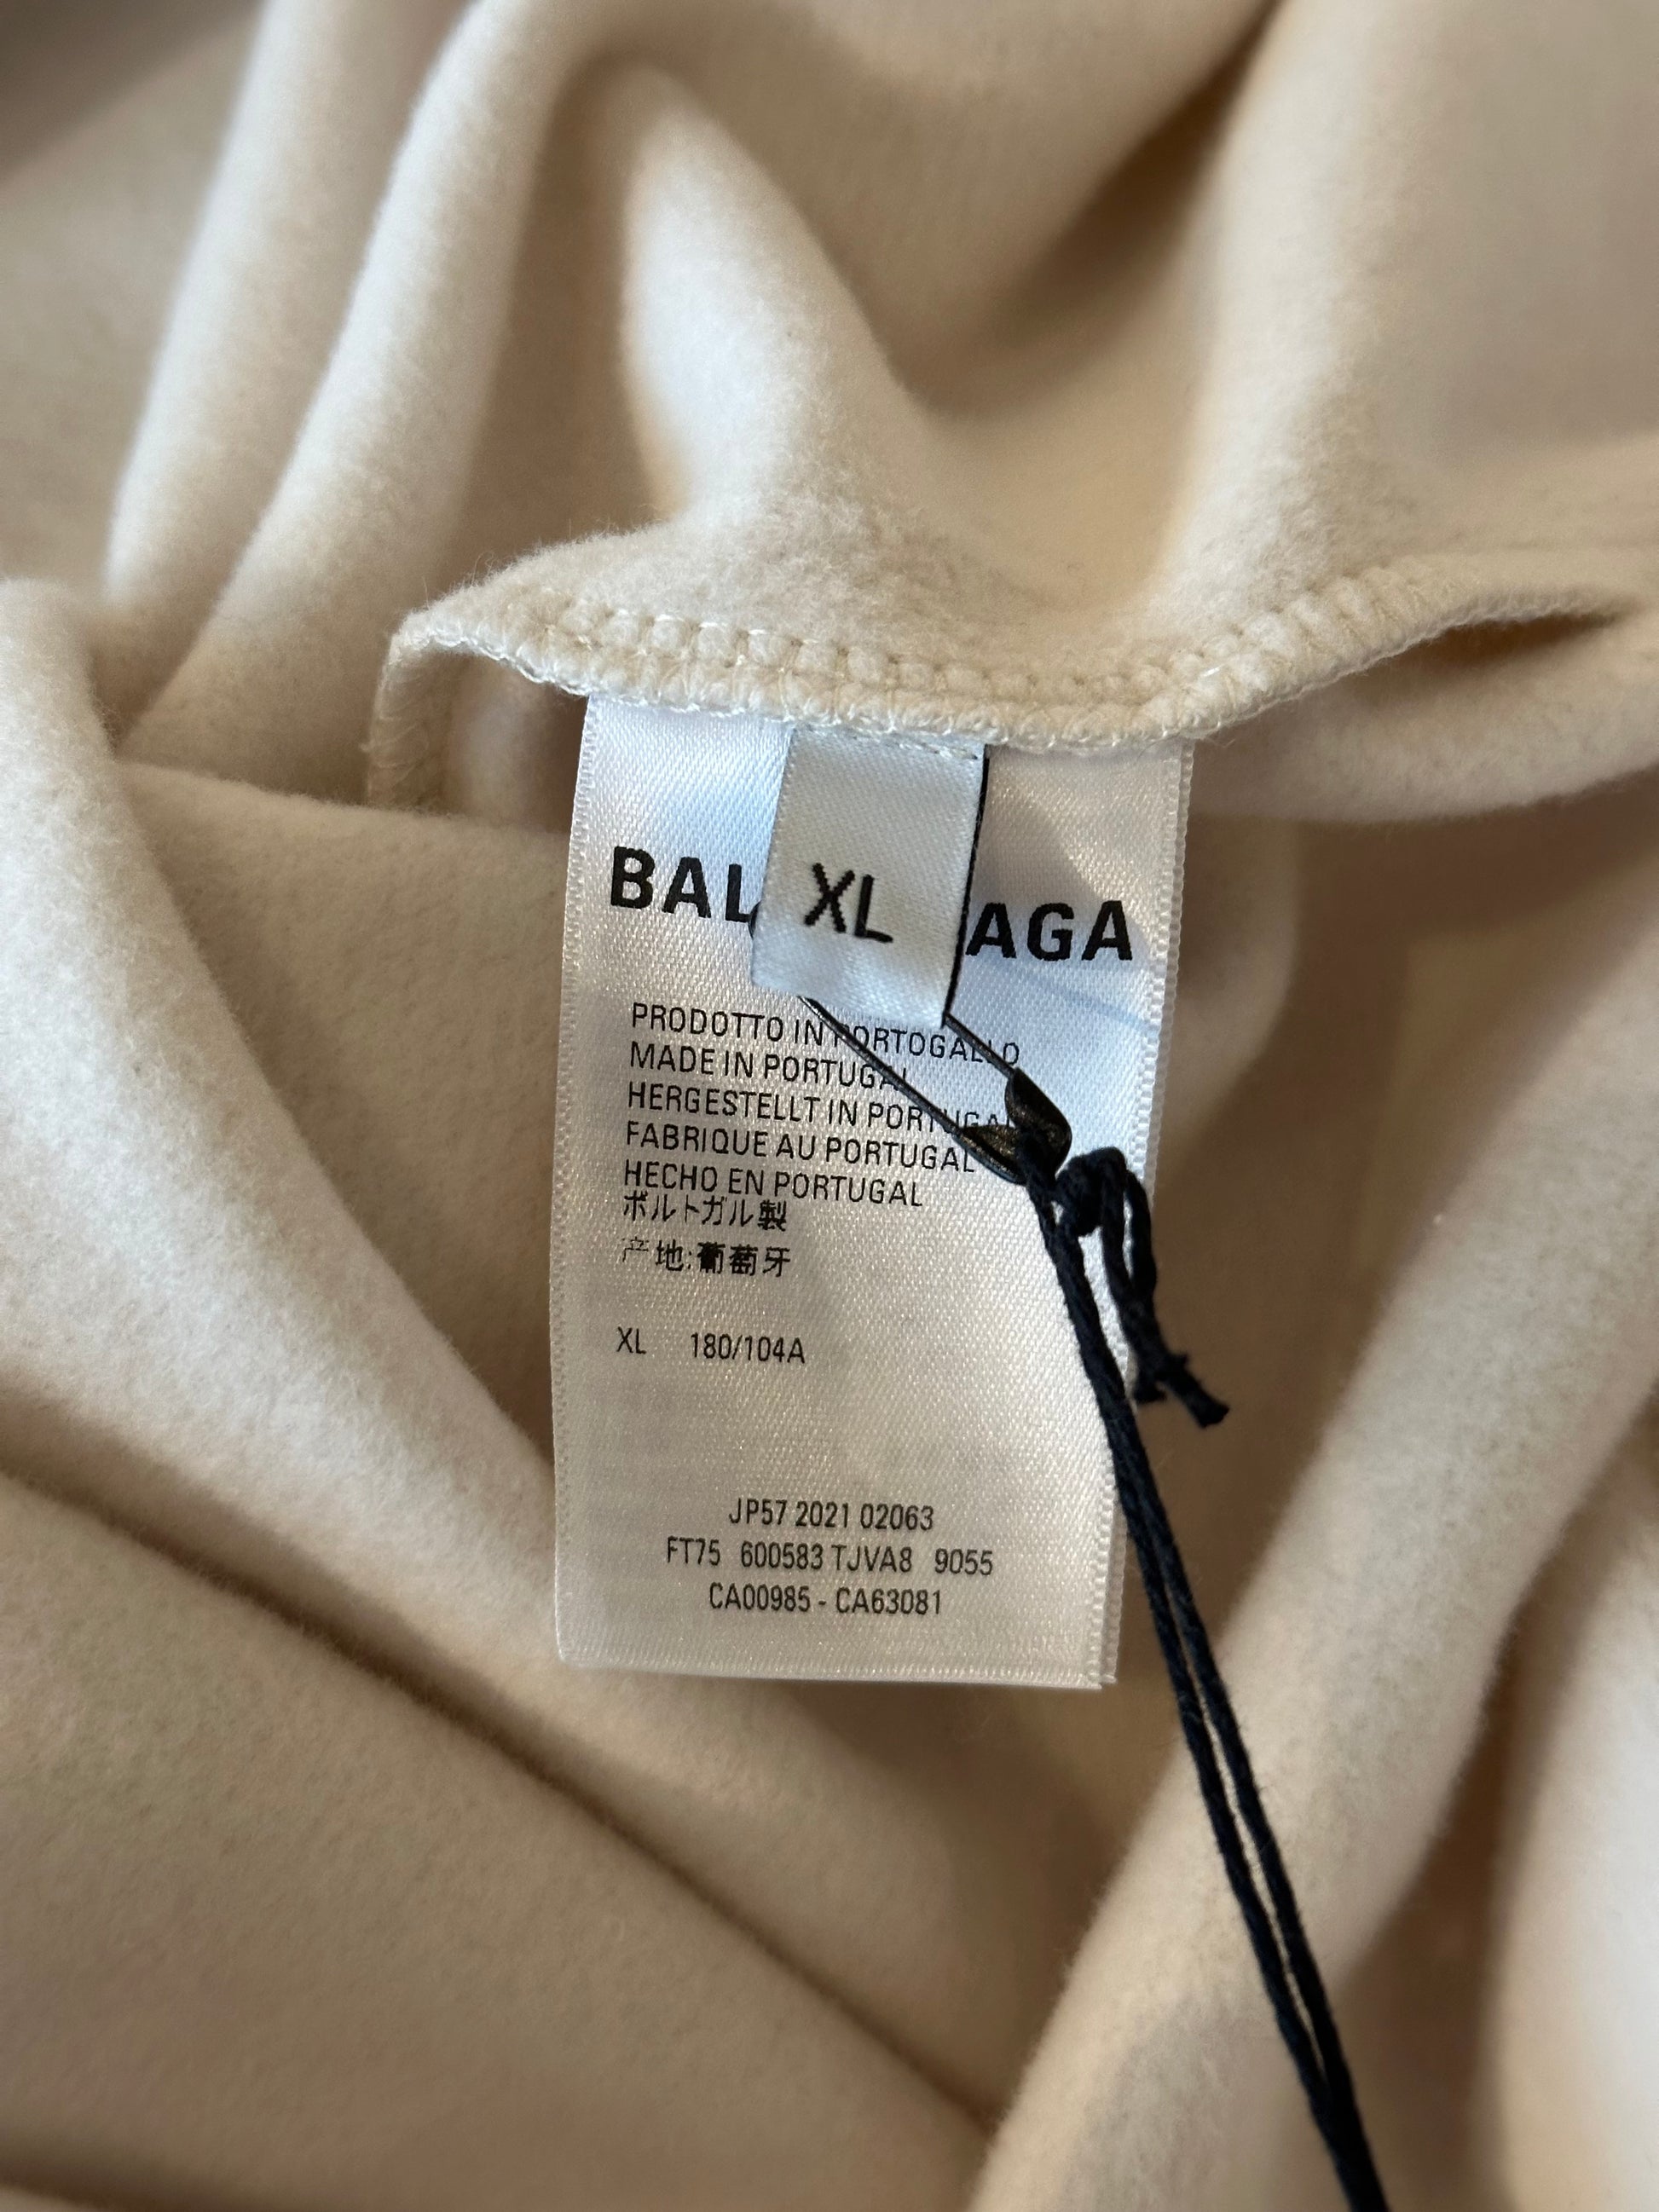 XL
BAL AGA
PRODOTTO IN PORTOGALLO
MADE IN PORTUGAL
HERGESTELLT IN PORTUGAL
FABRIQUE AU PORTUGAL
HECHO EN PORTUGAL
ポルトガル製
产地:葡萄牙
XL 180/104A
JP57 2021 02063
FT75 600583 TJVA8 9055
CA00985 - CA63081